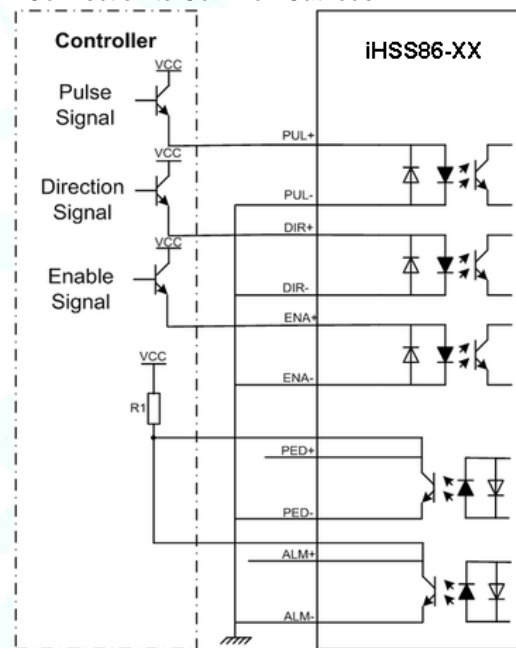 Controller
iHSS86-XX
VCC
Pulse
Signal
PUL+
VCC
Direction
Signal
PUL-
DIR+
VCC
Enable
Signal
DIR-
ENA+
VCC
ENA-
R1
PED+
PED-
ALM+
ALM-